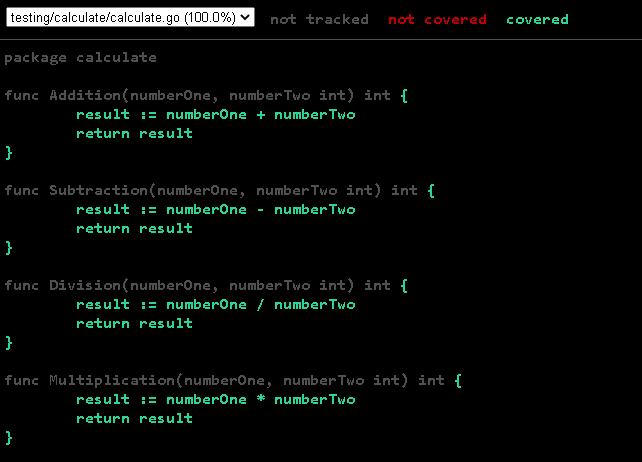 testing/calculate/calculate.go (100.0%) not tracked not covered covered
package calculate
func Addition(numberOne, numberTwo int) int {
result := numberOne + numberTwo
return result
}
func Subtraction(numberOne, numberTwo int) int {
result := numberOne - numberTwo
return result
}
func Division(numberOne, numberTwo int) int {
result := numberOne / numberTwo
return result
}
func Multiplication(numberOne, numberTwo int) int {
result := numberOne * numberTwo
return result
}